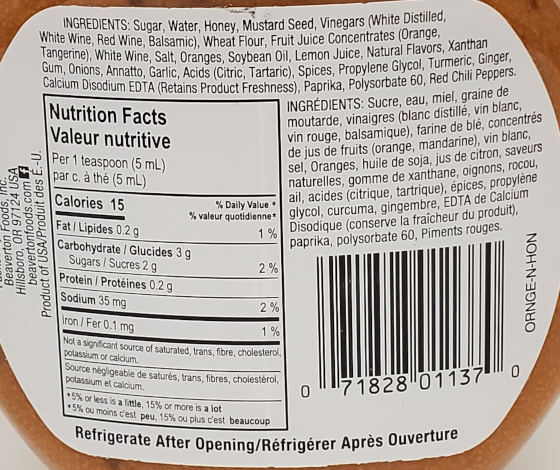 INGREDIENTS: Sugar, Water, Honey, Mustard Seed, Vinegars (White Distilled,
White Wine, Red Wine, Balsamic), Wheat Flour, Fruit Juice Concentrates (Orange,
Tangerine), White Wine, Salt, Oranges, Soybean Oil, Lemon Juice, Natural Flavors, Xanthan
Gum, Onions, Annatto, Garlic, Acids (Citric, Tartaric), Spices, Propylene Glycol, Turmeric, Ginger,
Calcium Disodium EDTA (Retains Product Freshness), Paprika, Polysorbate 60, Red Chili Peppers.
Nutrition Facts
Valeur nutritive
Per 1 teaspoon (5 mL)
par c. à thé (5 mL)
Calories 15
% Daily Value *
% valeur quotidienne*
Fat / Lipides 0.2 g 1 %
Carbohydrate / Glucides 3 g
Sugars / Sucres 2 g 2 %
Protein / Protéines 0.2 g
Sodium 35 mg 2 %
Iron / Fer 0.1 mg 1 %
Not a significant source of saturated, trans, fibre, cholesterol,
potassium or calcium.
Source négligeable de saturés, trans, fibres, cholestérol,
potassium et calcium.
*5% or less is a little, 15% or more is a lot
*5% ou moins c'est peu, 15% ou plus c'est beaucoup
INGRÉDIENTS: Sucre, eau, miel, graine de
moutarde, vinaigres (blanc distillé, vin blanc,
vin rouge, balsamique), farine de blé, concentrés
de jus de fruits (orange, mandarine), vin blanc,
sel, Oranges, huile de soja, jus de citron, saveurs
naturelles, gomme de xanthane, oignons, rocou,
ail, acides (citrique, tartrique), épices, propylène
glycol, curcuma, gingembre, EDTA de Calcium
Disodique (conserve la fraîcheur du produit),
paprika, polysorbate 60, Piments rouges.
0 71828 01137 0
ORNGE-N-HON
Beaverton Foods, Inc.
Hillsboro, OR 97124 USA
beavertonfoods.com
Product of USA/Produit des É.-U.
Refrigerate After Opening/Réfrigérer Après Ouverture